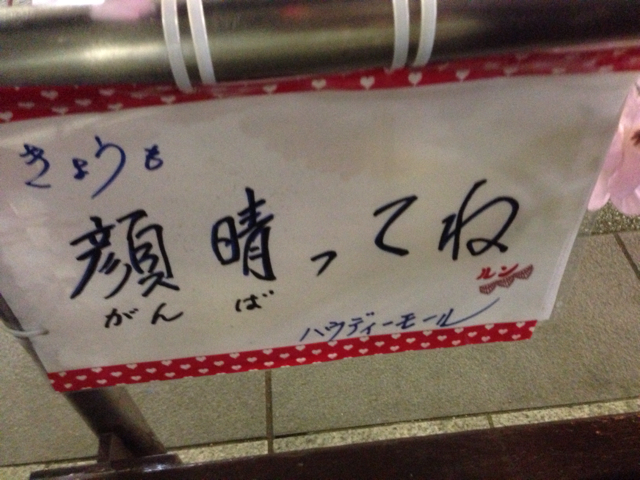 きょうも
顔晴ってね
がんば
ルン
ハウディーモール